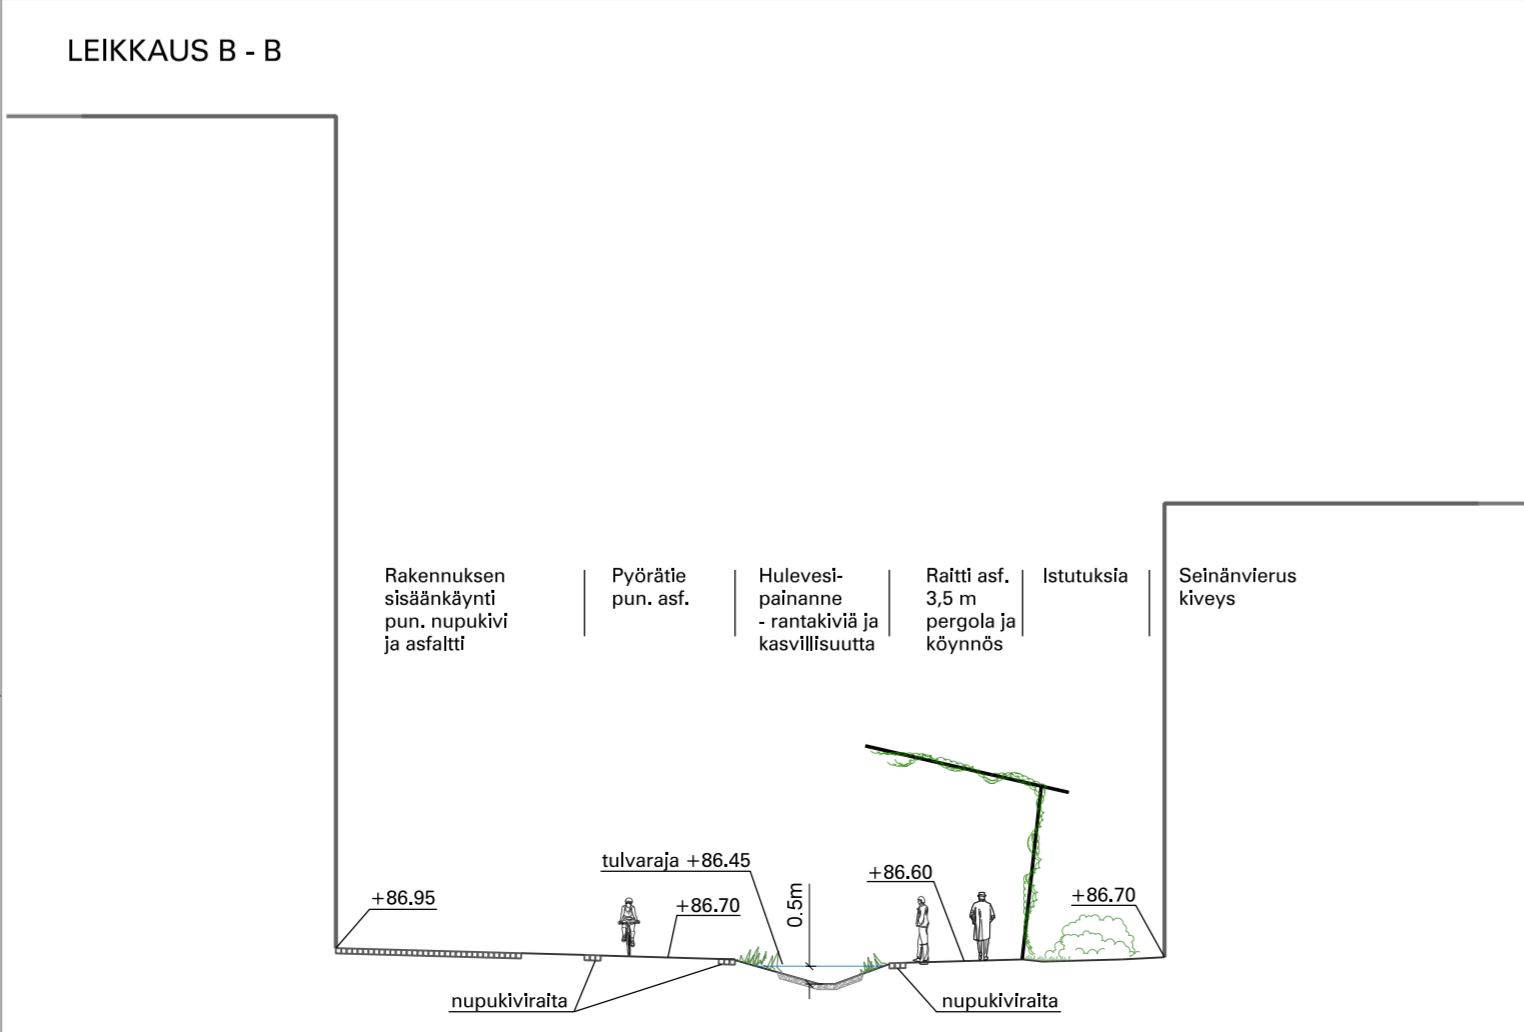 LEIKKAUS B - B
Rakennuksen
sisäänkäynti
pun. nupukivi
ja asfaltti
Pyörätie
pun. asf.
Hulevesi-
painanne
- rantakiviä ja
kasvillisuutta
Raitti asf.
3,5 m
pergola ja
köynnös
Istutuksia
Seinänvierus
kiveys
+86.95
tulvaraja +86.45
+86.70
0.5m
+86.60
+86.70
nupukiviraita
nupukiviraita